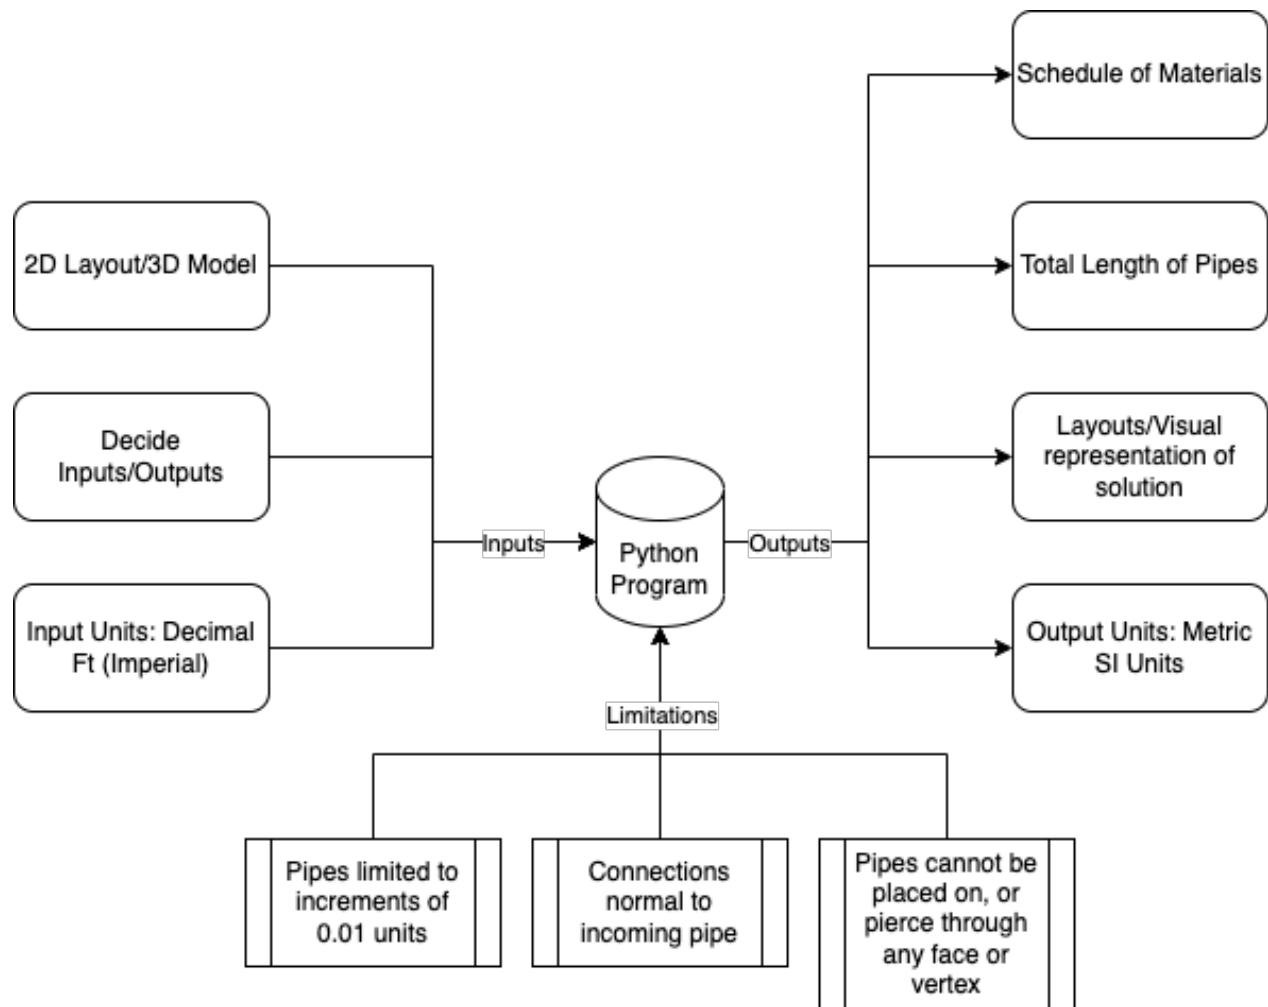 Schedule of Materials
2D Layout/3D Model
Total Length of Pipes
Decide
Inputs/Outputs
Layouts/Visual
representation of
solution
Inputs
Python
Program
Outputs
Input Units: Decimal
Ft (Imperial)
Output Units: Metric
SI Units
Limitations
Pipes limited to
increments of
0.01 units
Connections
normal to
incoming pipe
Pipes cannot be
placed on, or
pierce through
any face or
vertex